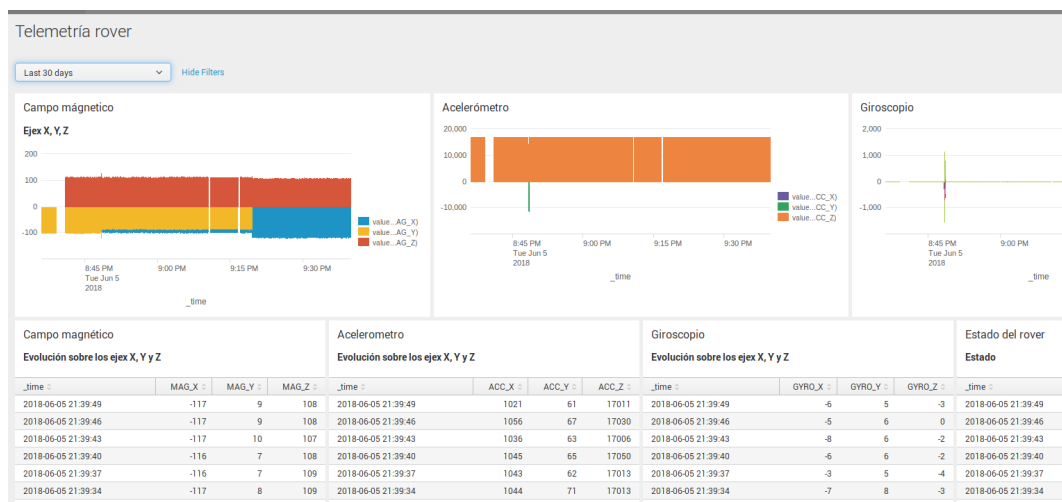 Telemetría rover
Last 30 days
Hide Filters
Campo mágnetico
Ejex X, Y, Z
200
100
0
-100
8:45 PM
Tue Jun 5
2018
9:00 PM
9:15 PM
9:30 PM
_time
value...AG_X)
value...AG_Y)
value...AG_Z)
Acelerómetro
20,000
10,000
0
-10,000
8:45 PM
Tue Jun 5
2018
9:00 PM
9:15 PM
9:30 PM
_time
value...CC_X)
value...CC_Y)
value...CC_Z)
Giroscopio
2,000
1,000
0
-1,000
8:45 PM
Tue Jun 5
2018
9:00 PM
_time
Campo magnético
Evolución sobre los ejex X, Y y Z
_time MAG_X MAG_Y MAG_Z
2018-06-05 21:39:49 -117 9 108
2018-06-05 21:39:46 -117 9 108
2018-06-05 21:39:43 -117 10 107
2018-06-05 21:39:40 -116 7 108
2018-06-05 21:39:37 -116 7 109
2018-06-05 21:39:34 -117 8 109
Acelerometro
Evolución sobre los ejex X, Y y Z
_time ACC_X ACC_Y ACC_Z
2018-06-05 21:39:49 1021 61 17011
2018-06-05 21:39:46 1056 67 17030
2018-06-05 21:39:43 1036 63 17006
2018-06-05 21:39:40 1045 65 17050
2018-06-05 21:39:37 1043 62 17013
2018-06-05 21:39:34 1044 71 17013
Giroscopio
Evolución sobre los ejex X, Y y Z
_time GYRO_X GYRO_Y GYRO_Z
2018-06-05 21:39:49 -6 5 -3
2018-06-05 21:39:46 -5 6 0
2018-06-05 21:39:43 -8 6 -2
2018-06-05 21:39:40 -6 6 -2
2018-06-05 21:39:37 -3 5 -4
2018-06-05 21:39:34 -7 8 -3
Estado del rover
Estado
_time
2018-06-05 21:39:49
2018-06-05 21:39:46
2018-06-05 21:39:43
2018-06-05 21:39:40
2018-06-05 21:39:37
2018-06-05 21:39:34